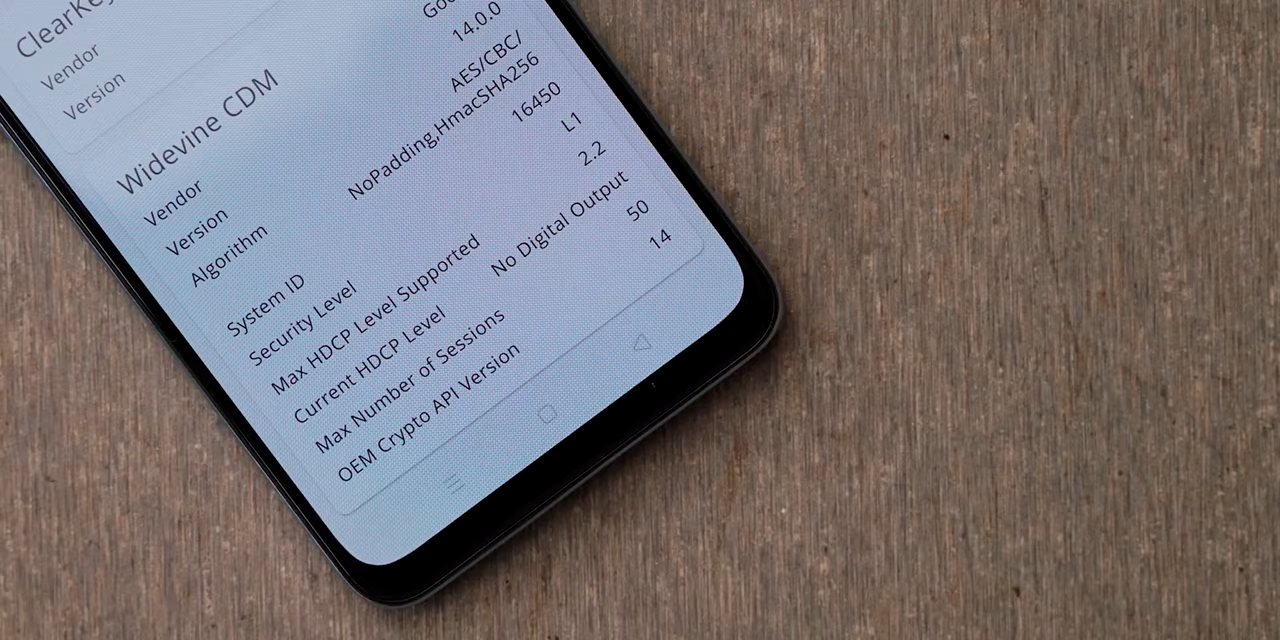 ClearKey
Vendor
Version
Widevine CDM
Vendor Goo
Version 14.0.0
Algorithm AES/CBC/
NoPadding,HmacSHA256
System ID 16450
Security Level L1
Max HDCP Level Supported 2.2
Current HDCP Level No Digital Output
Max Number of Sessions 50
OEM Crypto API Version 14